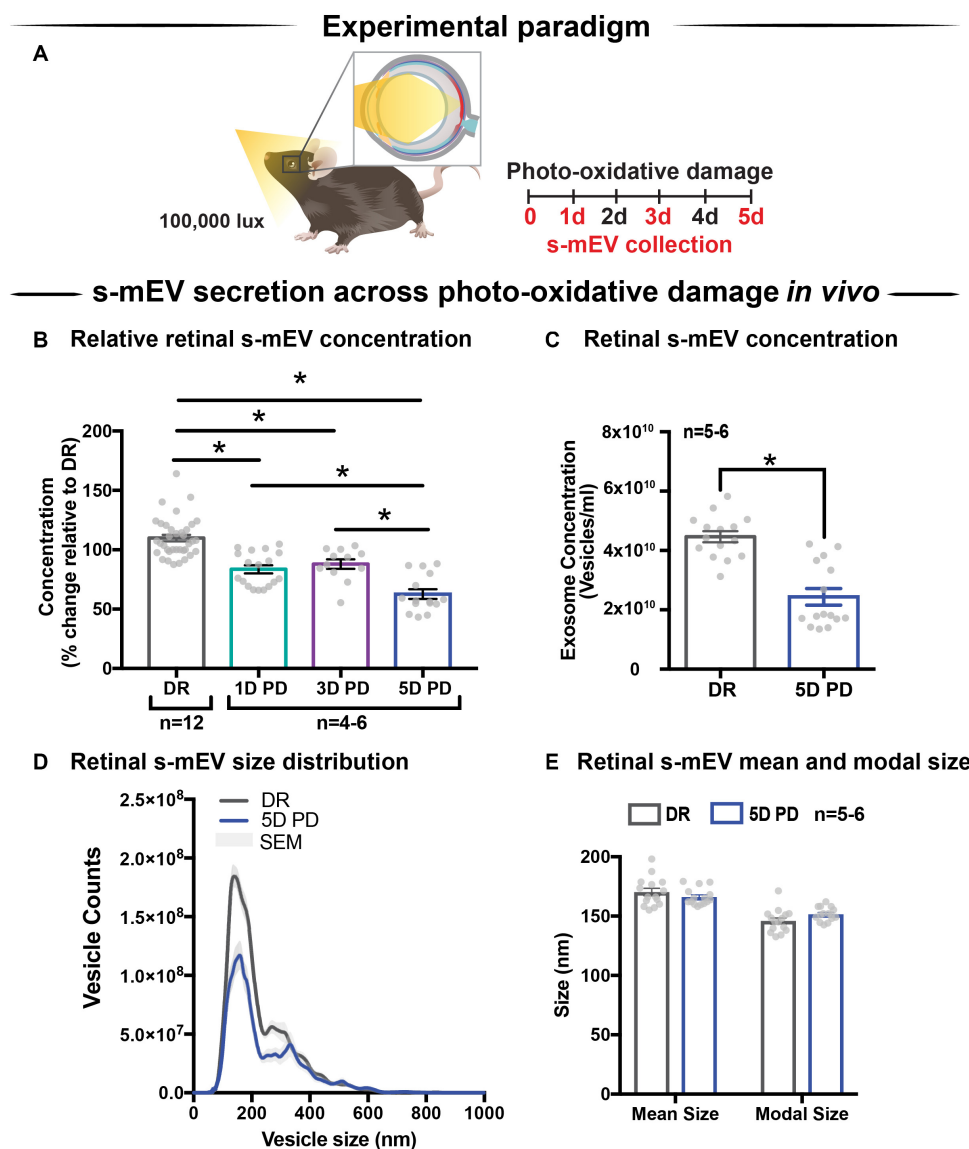 Experimental paradigm
A
100,000 lux
Photo-oxidative damage
0 1d 2d 3d 4d 5d
s-mEV collection
s-mEV secretion across photo-oxidative damage in vivo
B Relative retinal s-mEV concentration
*
*
*
*
*
Concentratiom
(% change relative to DR)
200
150
100
50
0
DR 1D PD 3D PD 5D PD
n=12 n=4-6
C Retinal s-mEV concentration
n=5-6
*
Exosome Concentration
(Vesicles/ml)
8x10¹⁰
6x10¹⁰
4x10¹⁰
2x10¹⁰
0
DR 5D PD
D Retinal s-mEV size distribution
DR
5D PD
SEM
Vesicle Counts
2.5×10⁸
2.0×10⁸
1.5×10⁸
1.0×10⁸
5.0×10⁷
0.0
0 200 400 600 800 1000
Vesicle size (nm)
E Retinal s-mEV mean and modal size
DR 5D PD n=5-6
Size (nm)
200
150
100
50
0
Mean Size Modal Size